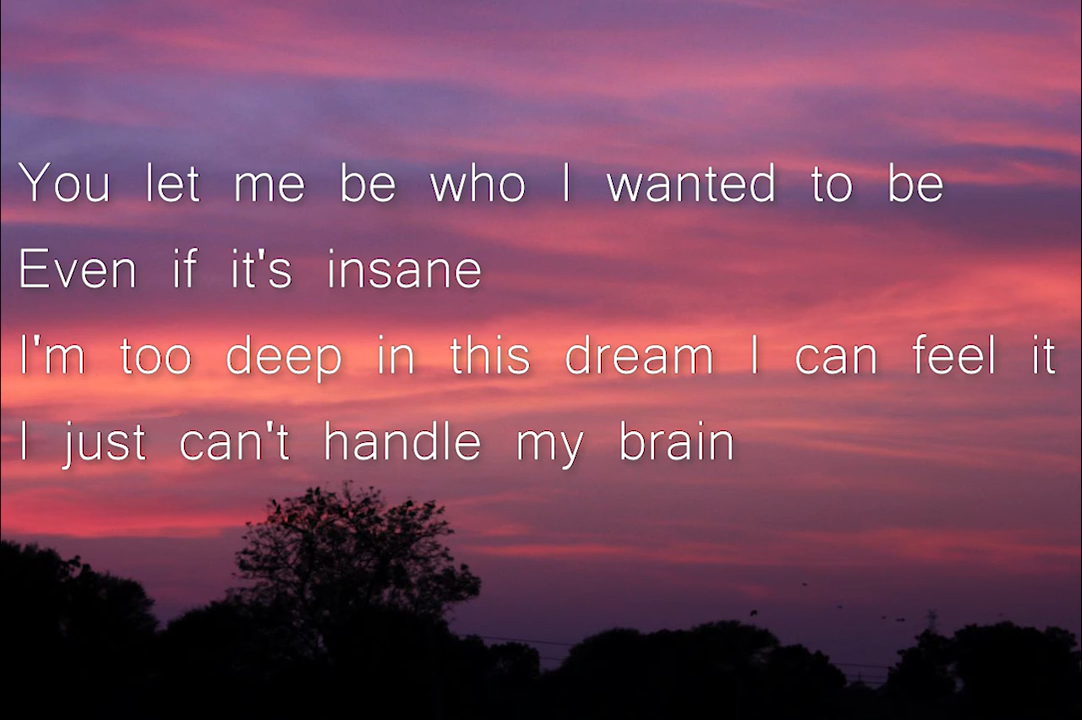 You let me be who I wanted to be
Even if it's insane
I'm too deep in this dream I can feel it
I just can't handle my brain